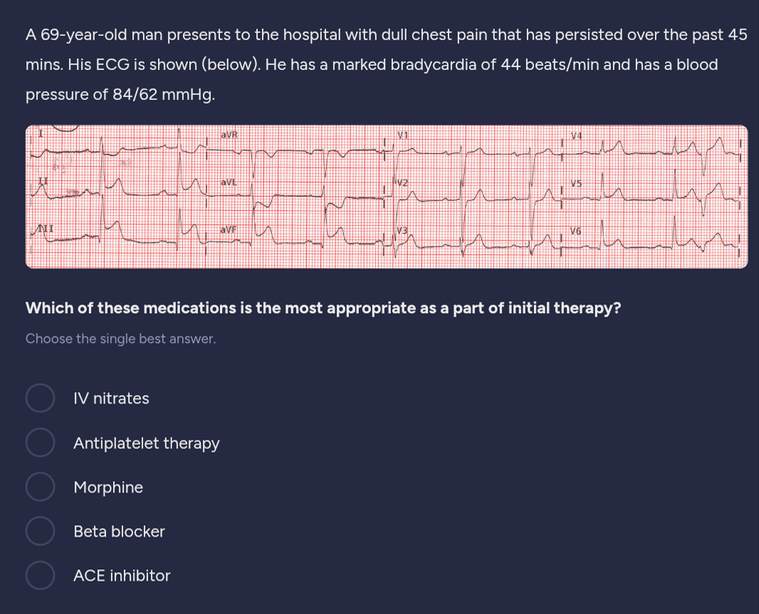 A 69-year-old man presents to the hospital with dull chest pain that has persisted over the past 45
mins. His ECG is shown (below). He has a marked bradycardia of 44 beats/min and has a blood
pressure of 84/62 mmHg.
I aVR V1 V4
II aVL V2 V5
III aVF V3 V6
Which of these medications is the most appropriate as a part of initial therapy?
Choose the single best answer.
IV nitrates
Antiplatelet therapy
Morphine
Beta blocker
ACE inhibitor